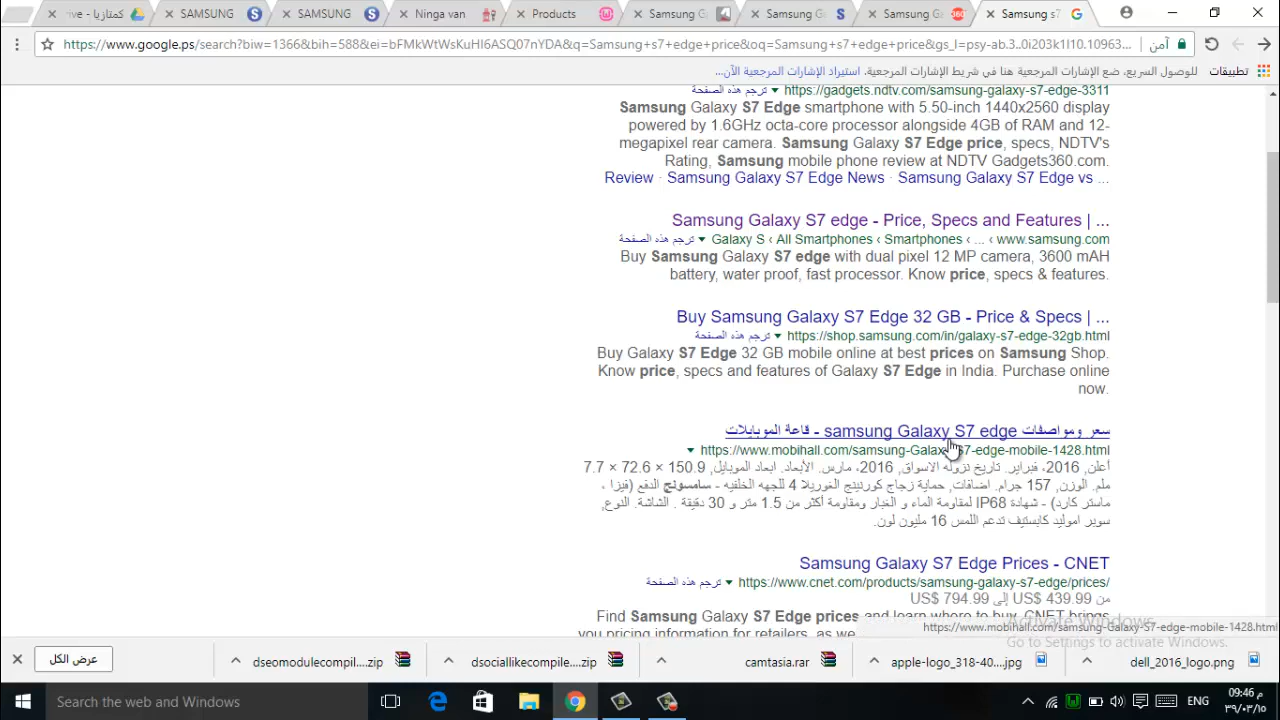 كمتازيا - ive
SAMSUNG
SAMSUNG
Ninga van
Products
Samsung G
Samsung G
Samsung Ga
Samsung s7
https://www.google.ps/search?biw=1366&bih=588&ei=bFMkWtWsKuHI6ASQ07nYDA&q=Samsung+s7+edge+price&oq=Samsung+s7+edge+price&gs_l=psy-ab.3..0i203k1l10.10963... آمن
تطبيقات للوصول السريع، ضع الإشارات المرجعية هنا في شريط الإشارات المرجعية. استيراد الإشارات المرجعية الآن...
https://gadgets.ndtv.com/samsung-galaxy-s7-edge-3311 ترجم هذه الصفحة
Samsung Galaxy S7 Edge smartphone with 5.50-inch 1440x2560 display
powered by 1.6GHz octa-core processor alongside 4GB of RAM and 12-
megapixel rear camera. Samsung Galaxy S7 Edge price, specs, NDTV's
Rating, Samsung mobile phone review at NDTV Gadgets360.com.
Review · Samsung Galaxy S7 Edge News · Samsung Galaxy S7 Edge vs ...
Samsung Galaxy S7 edge - Price, Specs and Features | ...
Galaxy S ‹ All Smartphones ‹ Smartphones ‹ ... ‹ www.samsung.com ترجم هذه الصفحة
Buy Samsung Galaxy S7 edge with dual pixel 12 MP camera, 3600 mAH
battery, water proof, fast processor. Know price, specs & features.
Buy Samsung Galaxy S7 Edge 32 GB - Price & Specs | ...
https://shop.samsung.com/in/galaxy-s7-edge-32gb.html ترجم هذه الصفحة
Buy Galaxy S7 Edge 32 GB mobile online at best prices on Samsung Shop.
Know price, specs and features of Galaxy S7 Edge in India. Purchase online
now.
سعر ومواصفات samsung Galaxy S7 edge - قاعة الموبايلات
https://www.mobihall.com/samsung-Galaxy-S7-edge-mobile-1428.html
أعلن, 2016، فبراير. تاريخ نزوله الاسواق, 2016، مارس. الأبعاد. ابعاد الموبايل, 150.9 × 72.6 × 7.7
ملم. الوزن, 157 جرام. اضافات, حماية زجاج كورنينج الغوريلا 4 للجهه الخلفيه - سامسونج الدفع (فيزا ،
ماستر كارد) - شهادة IP68 لمقاومة الماء و الغبار ومقاومة أكثر من 1.5 متر و 30 دقيقة . الشاشة. النوع,
سوبر اموليد كابستيف تدعم اللمس 16 مليون لون.
Samsung Galaxy S7 Edge Prices - CNET
https://www.cnet.com/products/samsung-galaxy-s7-edge/prices/ ترجم هذه الصفحة
من 439.99 US$ إلى 794.99 US$
Find Samsung Galaxy S7 Edge prices and learn where to buy. CNET brings
you pricing information for retailers, as we
https://www.mobihall.com/samsung-Galaxy-S7-edge-mobile-1428.html
Activate Windows
Go to Settings to activate Windows.
عرض الكل
dseomodulecompil....zip
dsociallikecompile....zip
camtasia.rar
apple-logo_318-40....jpg
dell_2016_logo.png
Search the web and Windows
ENG
09:46 م
٣٩/٠٣/١٥